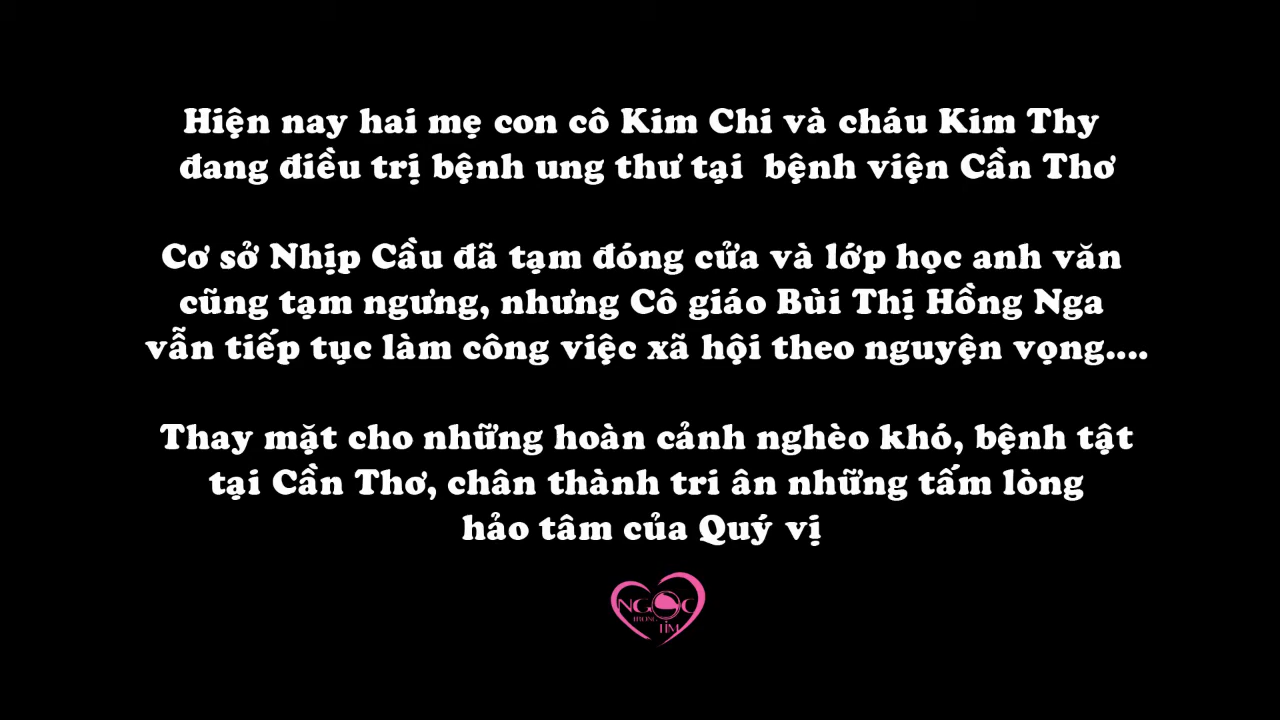 Hiện nay hai mẹ con cô Kim Chi và cháu Kim Thy
đang điều trị bệnh ung thư tại bệnh viện Cần Thơ
Cơ sở Nhịp Cầu đã tạm đóng cửa và lớp học anh văn
cũng tạm ngưng, nhưng Cô giáo Bùi Thị Hồng Nga
vẫn tiếp tục làm công việc xã hội theo nguyện vọng....
Thay mặt cho những hoàn cảnh nghèo khó, bệnh tật
tại Cần Thơ, chân thành tri ân những tấm lòng
hảo tâm của Quý vị
NGỌC
TRONG
TIM